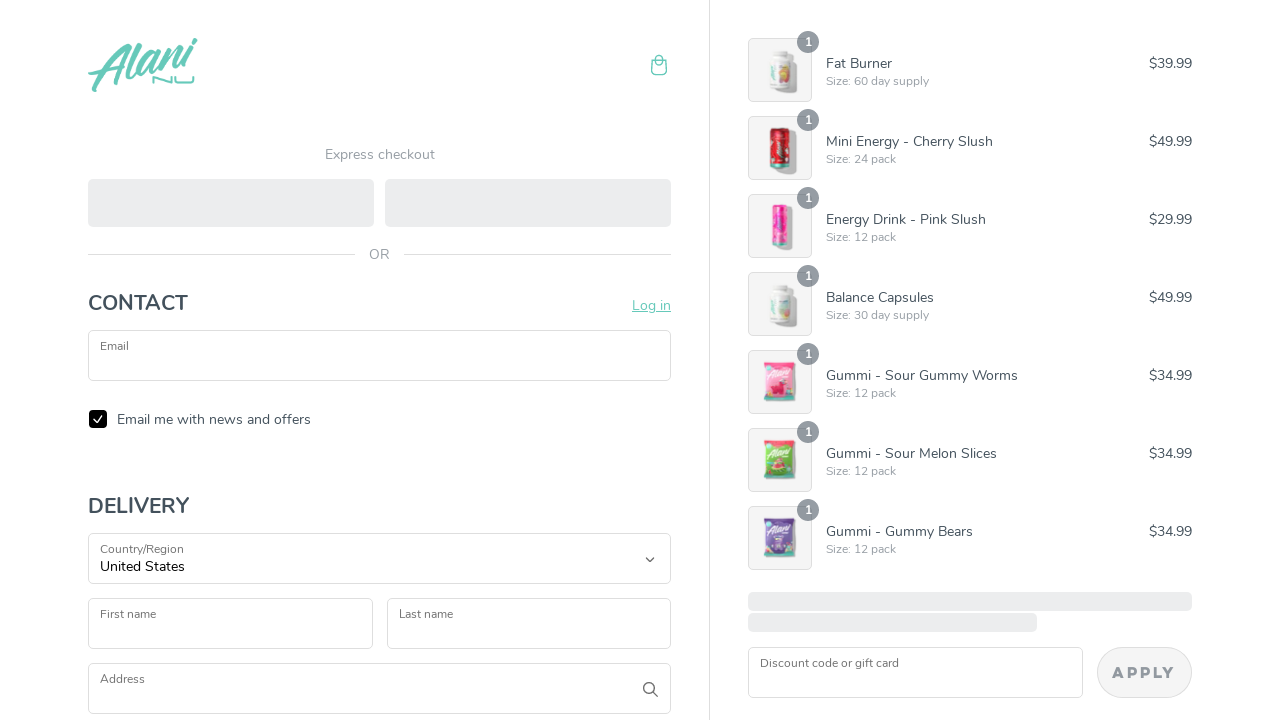 Alani
NU
Express checkout
OR
CONTACT
Log in
Email
Email me with news and offers
DELIVERY
Country/Region
United States
First name
Last name
Address
1
Fat Burner
$39.99
Size: 60 day supply
1
Mini Energy - Cherry Slush
$49.99
Size: 24 pack
1
Energy Drink - Pink Slush
$29.99
Size: 12 pack
1
Balance Capsules
$49.99
Size: 30 day supply
1
Gummi - Sour Gummy Worms
$34.99
Size: 12 pack
1
Gummi - Sour Melon Slices
$34.99
Size: 12 pack
Alani
1
Gummi - Gummy Bears
$34.99
Size: 12 pack
Alani
Discount code or gift card
APPLY